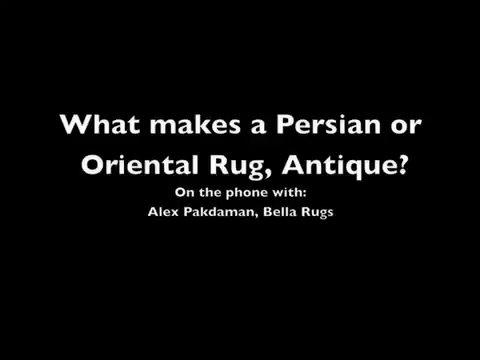 What makes a Persian or
Oriental Rug, Antique?
On the phone with:
Alex Pakdaman, Bella Rugs